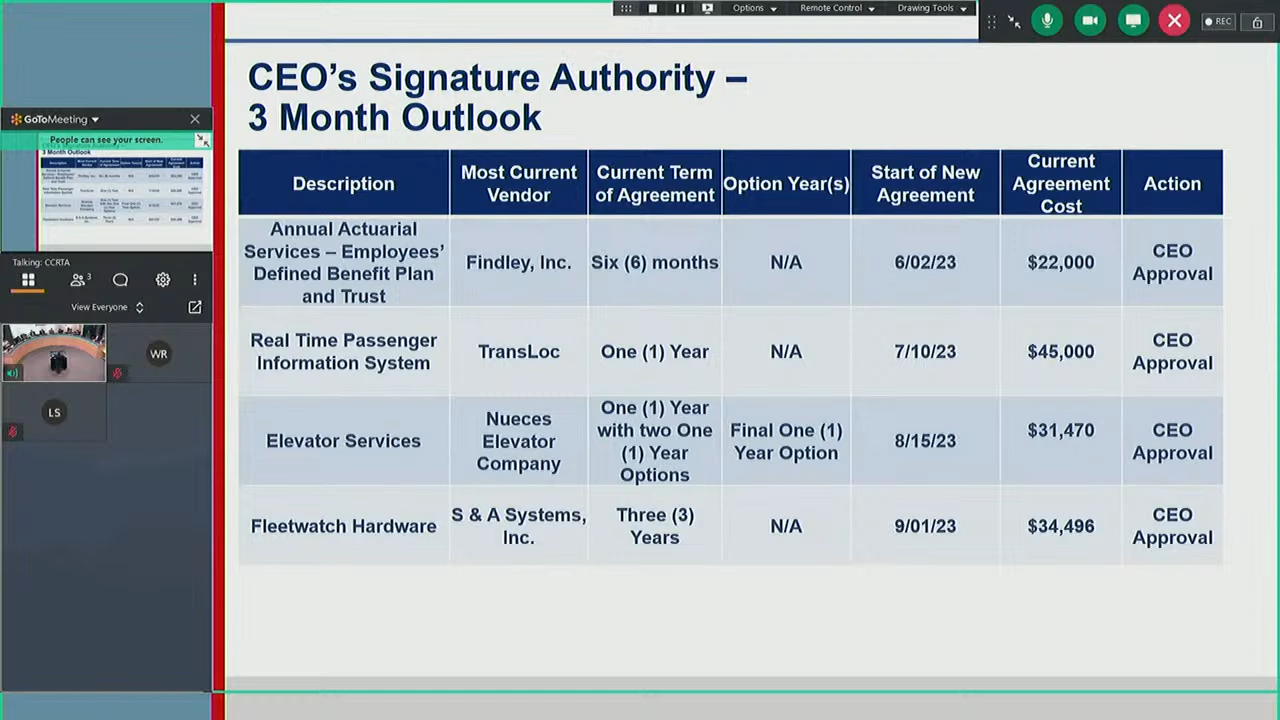 Options
Remote Control
Drawing Tools
REC
CEO's Signature Authority –
3 Month Outlook
GoToMeeting
People can see your screen.
3 Month Outlook
Talking: CCRTA
3
View Everyone
WR
LS
Description
Most Current
Vendor
Current Term
of Agreement
Option Year(s)
Start of New
Agreement
Current
Agreement
Cost
Action
Annual Actuarial
Services – Employees'
Defined Benefit Plan
and Trust
Findley, Inc.
Six (6) months
N/A
6/02/23
$22,000
CEO
Approval
Real Time Passenger
Information System
TransLoc
One (1) Year
N/A
7/10/23
$45,000
CEO
Approval
Elevator Services
Nueces
Elevator
Company
One (1) Year
with two One
(1) Year
Options
Final One (1)
Year Option
8/15/23
$31,470
CEO
Approval
Fleetwatch Hardware
S & A Systems,
Inc.
Three (3)
Years
N/A
9/01/23
$34,496
CEO
Approval